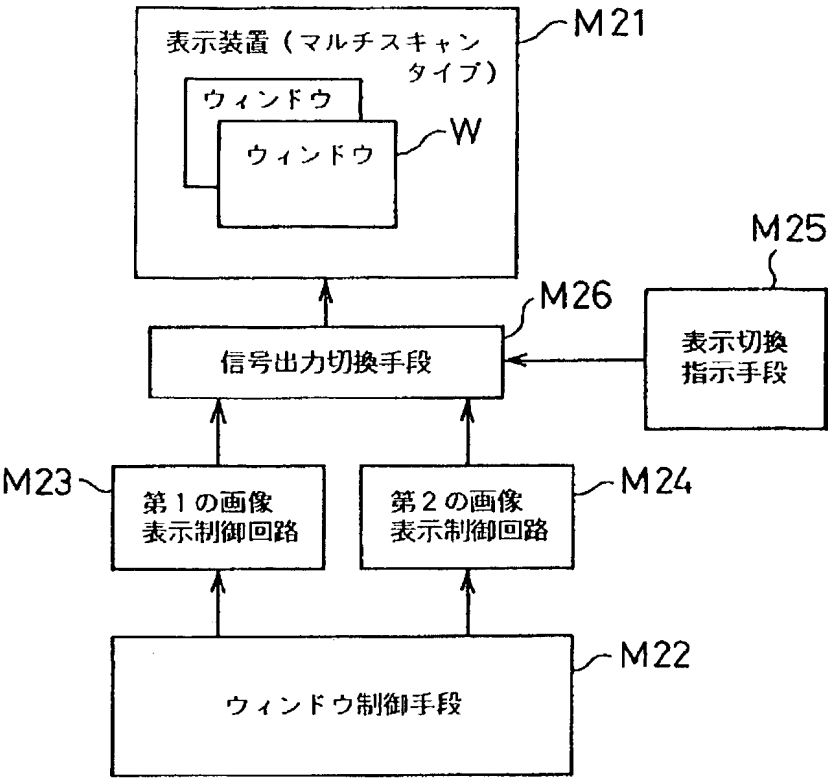 M21
表示装置(マルチスキャン
タイプ)
ウィンドウ
ウィンドウ
W
M25
M26
表示切換
指示手段
信号出力切換手段
M23
第1の画像
表示制御回路
第2の画像
表示制御回路
M24
M22
ウィンドウ制御手段